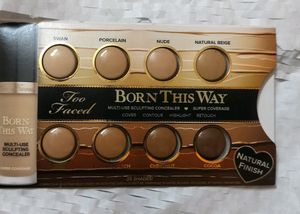 SWAN PORCELAIN NUDE NATURAL BEIGE
Too Faced
BORN THIS WAY
MULTI-USE SCULPTING CONCEALER ♥ SUPER COVERAGE
COVER CONTOUR HIGHLIGHT RETOUCH
COCOA
NATURAL FINISH
BORN
THIS
WAY
MULTI-USE
SCULPTING
CONCEALER